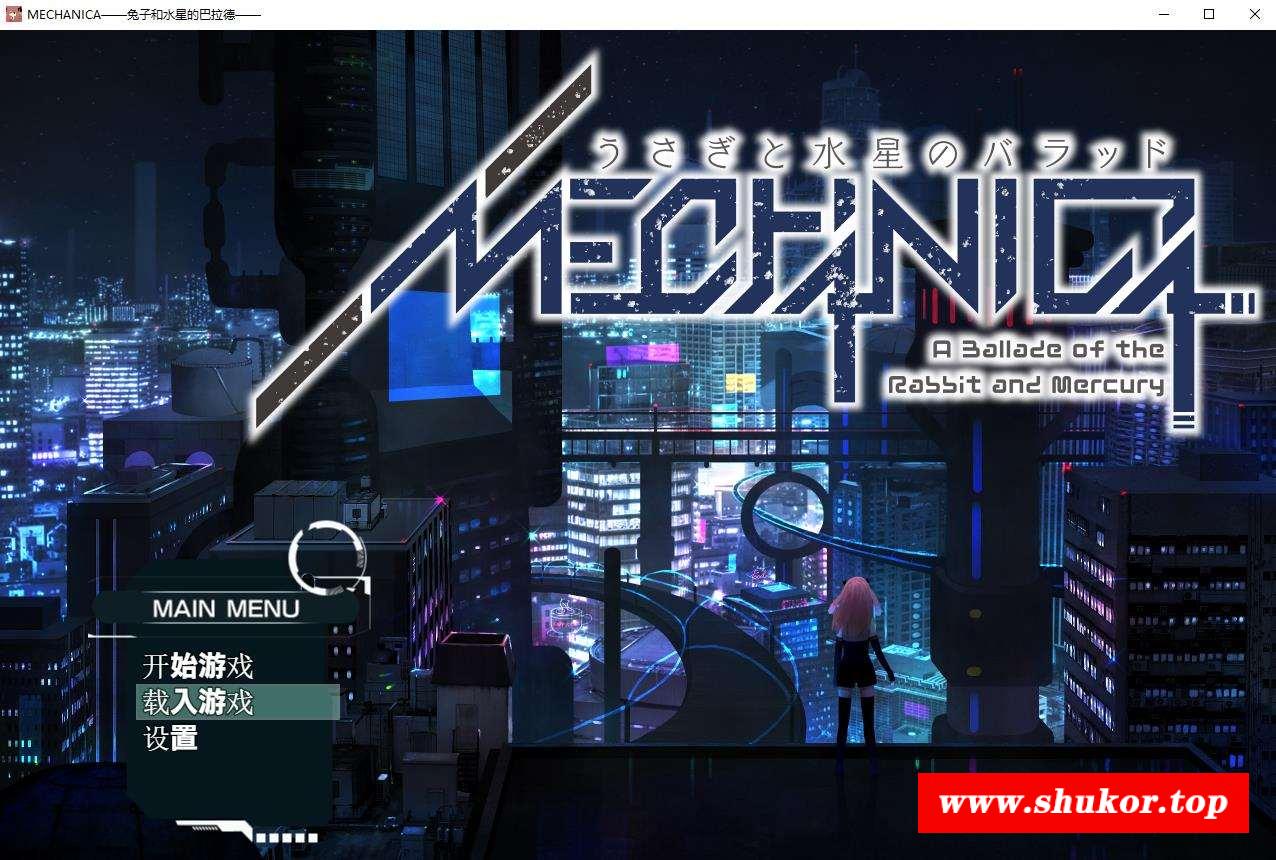 MECHANICA——兔子和水星的巴拉德——
うさぎと水星のバラッド
MECHANICA
A Ballade of the
Rabbit and Mercury
MAIN MENU
开始游戏
载入游戏
设置
www.shukor.top